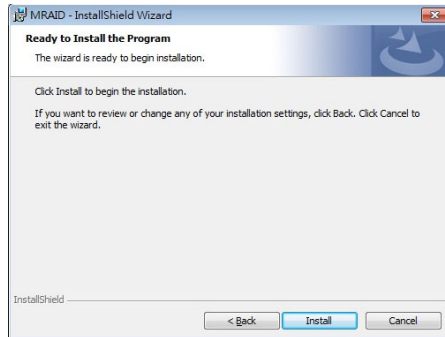 MRAID - InstallShield Wizard
Ready to Install the Program
The wizard is ready to begin installation.
Click Install to begin the installation.
If you want to review or change any of your installation settings, click Back. Click Cancel to
exit the wizard.
InstallShield
< Back
Install
Cancel